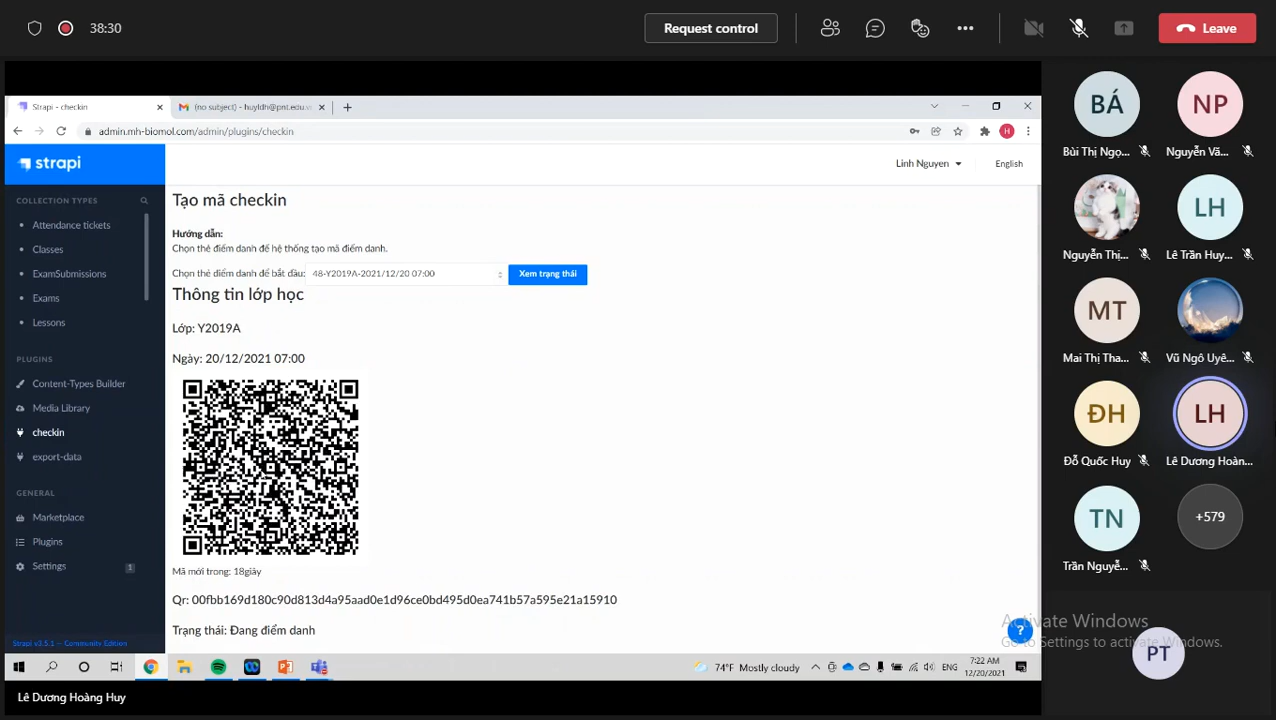 38:30
Request control
Leave
Strapi - checkin
(no subject) - huyldh@pnt.edu.v
admin.mh-biomol.com/admin/plugins/checkin
H
strapi
Linh Nguyen
English
COLLECTION TYPES
Attendance tickets
Classes
ExamSubmissions
Exams
Lessons
PLUGINS
Content-Types Builder
Media Library
checkin
export-data
GENERAL
Marketplace
Plugins
Settings
1
Strapi v3.5.1 — Community Edition
Tạo mã checkin
Hướng dẫn:
Chọn thẻ điểm danh để hệ thống tạo mã điểm danh.
Chọn thẻ điểm danh để bắt đầu:
48-Y2019A-2021/12/20 07:00
Xem trạng thái
Thông tin lớp học
Lớp: Y2019A
Ngày: 20/12/2021 07:00
Mã mới trong: 18giây
Qr: 00fbb169d180c90d813d4a95aad0e1d96ce0bd495d0ea741b57a595e21a15910
Trạng thái: Đang điểm danh
?
74°F Mostly cloudy
ENG
7:22 AM
12/20/2021
Lê Dương Hoàng Huy
BÁ
Bùi Thị Ngọ...
NP
Nguyễn Vă...
Nguyễn Thị...
LH
Lê Trần Huy...
MT
Mai Thị Tha...
Vũ Ngô Uyê...
ĐH
Đỗ Quốc Huy
LH
Lê Dương Hoàn...
TN
Trần Nguyễ...
+579
Activate Windows
Go to Settings to activate Windows.
PT